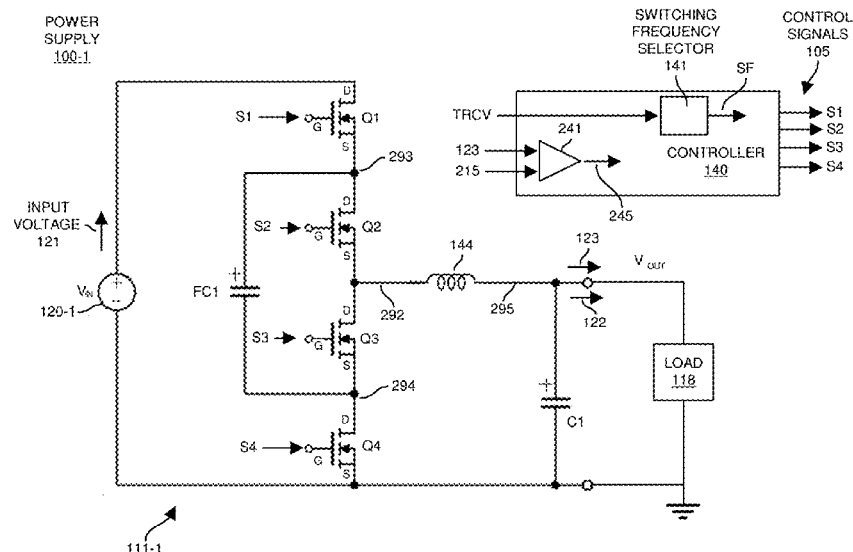 POWER
SUPPLY
100-1
SWITCHING
FREQUENCY
SELECTOR
141
CONTROL
SIGNALS
105
SF
TRCV
S1
S2
S3
S4
123
215
241
CONTROLLER
140
245
D
S1
G
Q1
S
293
INPUT
VOLTAGE
121
D
S2
G
Q2
S
144
123
V OUT
+
VIN
-
120-1
+
FC1
292
295
122
D
S3
G
Q3
S
294
LOAD
118
+
C1
D
S4
G
Q4
S
111-1